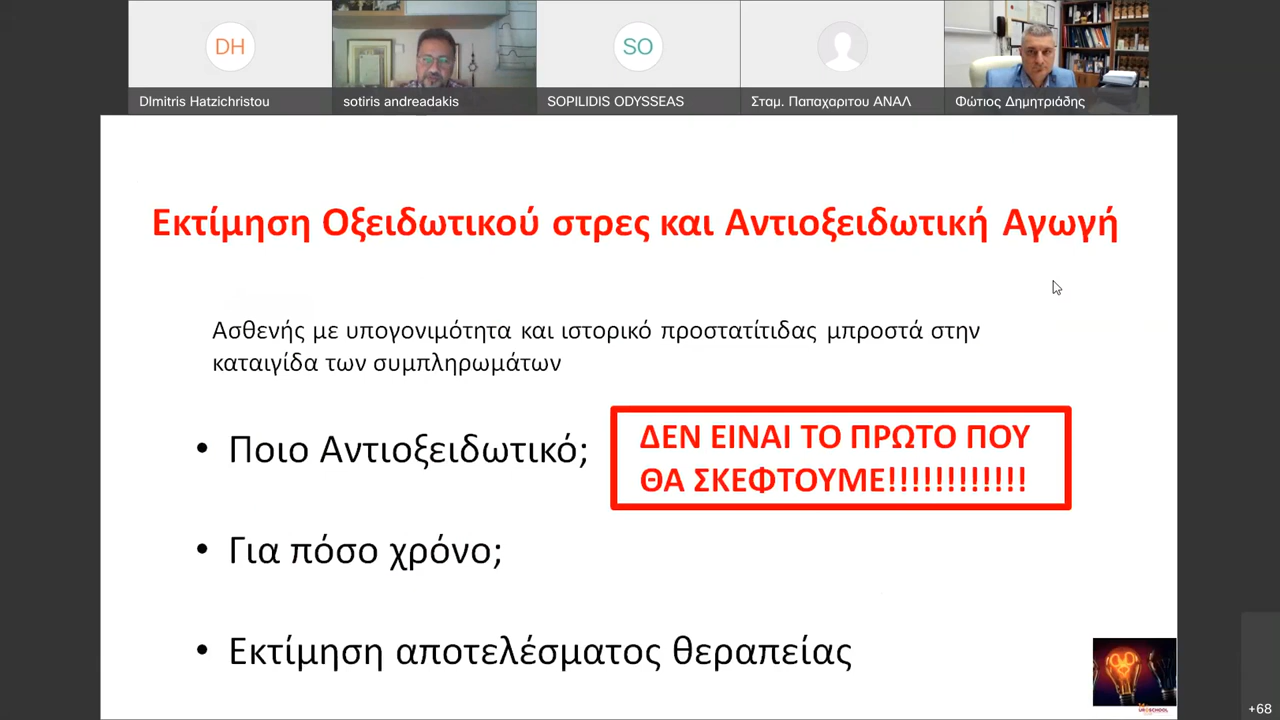 DH
SO
DImitris Hatzichristou
sotiris andreadakis
SOPILIDIS ODYSSEAS
Σταμ. Παπαχαριτου ΑΝΑΛ
Φώτιος Δημητριάδης
Εκτίμηση Οξειδωτικού στρες και Αντιοξειδωτική Αγωγή
Ασθενής με υπογονιμότητα και ιστορικό προστατίτιδας μπροστά στην
καταιγίδα των συμπληρωμάτων
• Ποιο Αντιοξειδωτικό;
ΔΕΝ ΕΙΝΑΙ ΤΟ ΠΡΩΤΟ ΠΟΥ
ΘΑ ΣΚΕΦΤΟΥΜΕ!!!!!!!!!!!!
• Για πόσο χρόνο;
• Εκτίμηση αποτελέσματος θεραπείας
+68